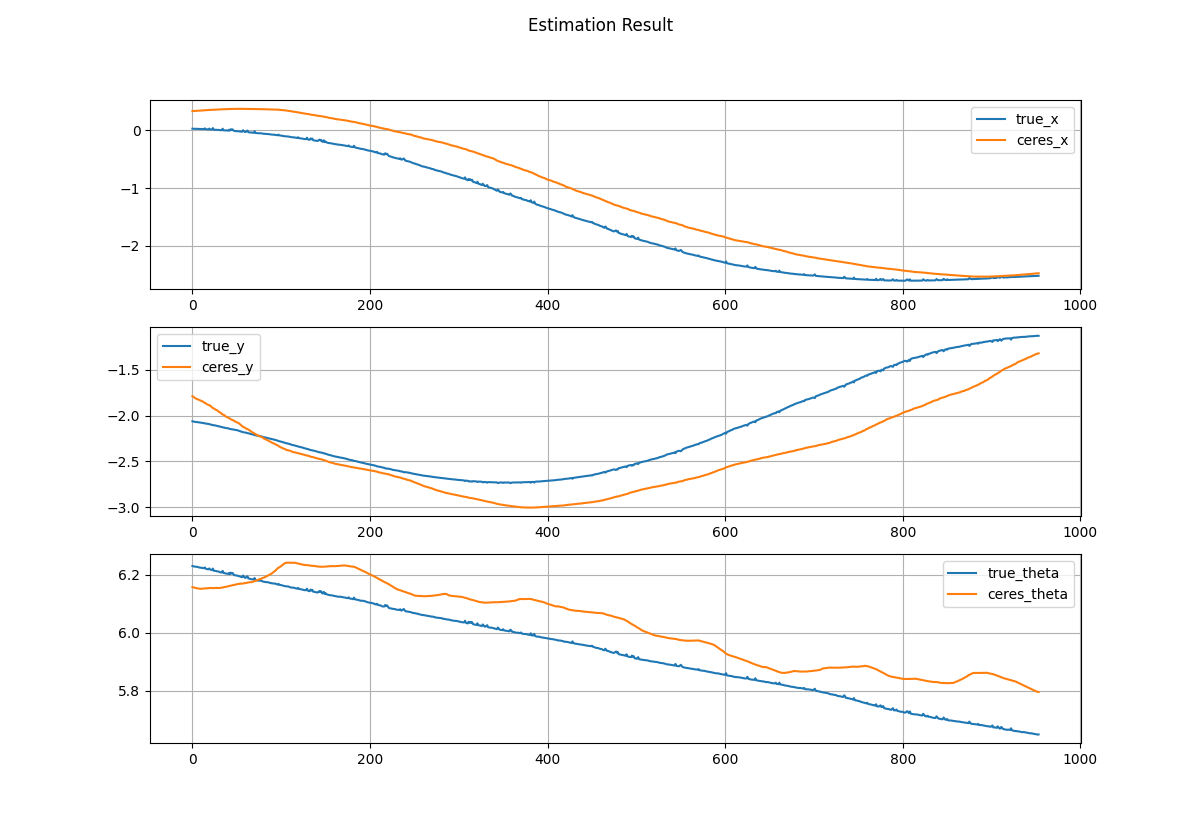 Estimation Result
0
−1
−2
true_x
ceres_x
0 200 400 600 800 1000
−1.5
−2.0
−2.5
−3.0
true_y
ceres_y
0 200 400 600 800 1000
6.2
6.0
5.8
true_theta
ceres_theta
0 200 400 600 800 1000